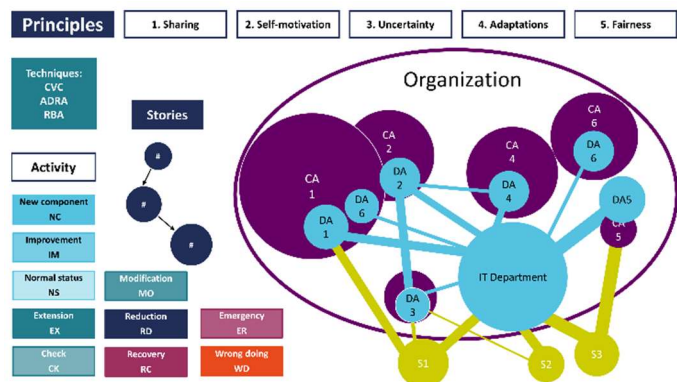 Principles
1. Sharing
2. Self-motivation
3. Uncertainty
4. Adaptations
5. Fairness
Techniques:
CVC
ADRA
RBA
Stories
#
#
#
Activity
New component
NC
Improvement
IM
Normal status
NS
Modification
MO
Extension
EX
Reduction
RD
Emergency
ER
Check
CK
Recovery
RC
Wrong doing
WD
Organization
CA
1
CA
2
CA
4
CA
6
DA
6
DA
2
DA
4
DA
6
DA
1
DA5
CA
5
IT Department
DA
3
S1
S2
S3